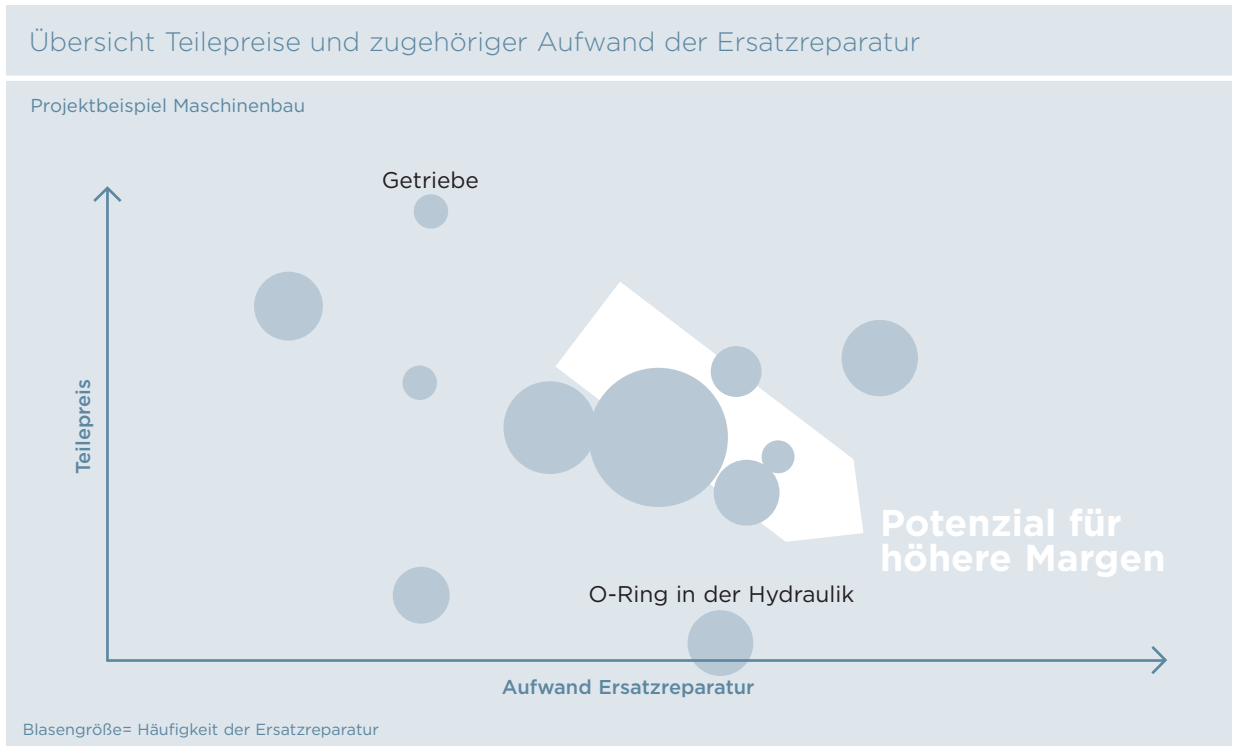 Übersicht Teilepreise und zugehöriger Aufwand der Ersatzreparatur
Projektbeispiel Maschinenbau
Getriebe
Teilepreis
Potenzial für
höhere Margen
O-Ring in der Hydraulik
Aufwand Ersatzreparatur
Blasengröße= Häufigkeit der Ersatzreparatur